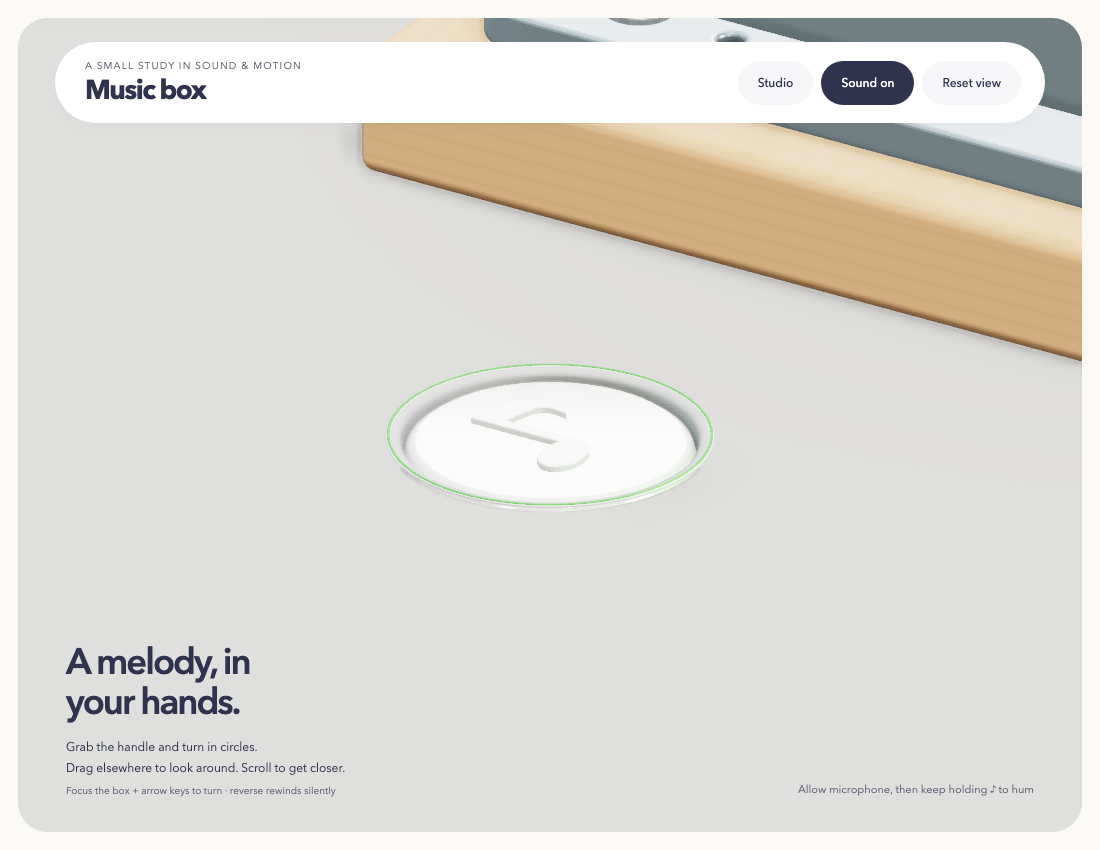 A SMALL STUDY IN SOUND & MOTION
Music box
Studio
Sound on
Reset view
A melody, in
your hands.
Grab the handle and turn in circles.
Drag elsewhere to look around. Scroll to get closer.
Focus the box + arrow keys to turn · reverse rewinds silently
Allow microphone, then keep holding ♪ to hum